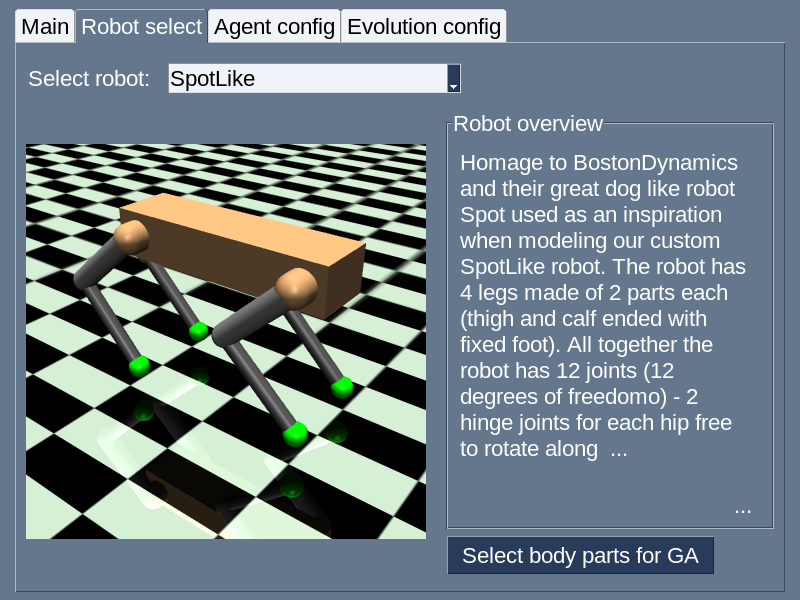 Main Robot select Agent config Evolution config
Select robot: SpotLike
Robot overview
Homage to BostonDynamics
and their great dog like robot
Spot used as an inspiration
when modeling our custom
SpotLike robot. The robot has
4 legs made of 2 parts each
(thigh and calf ended with
fixed foot). All together the
robot has 12 joints (12
degrees of freedomo) - 2
hinge joints for each hip free
to rotate along ...
...
Select body parts for GA